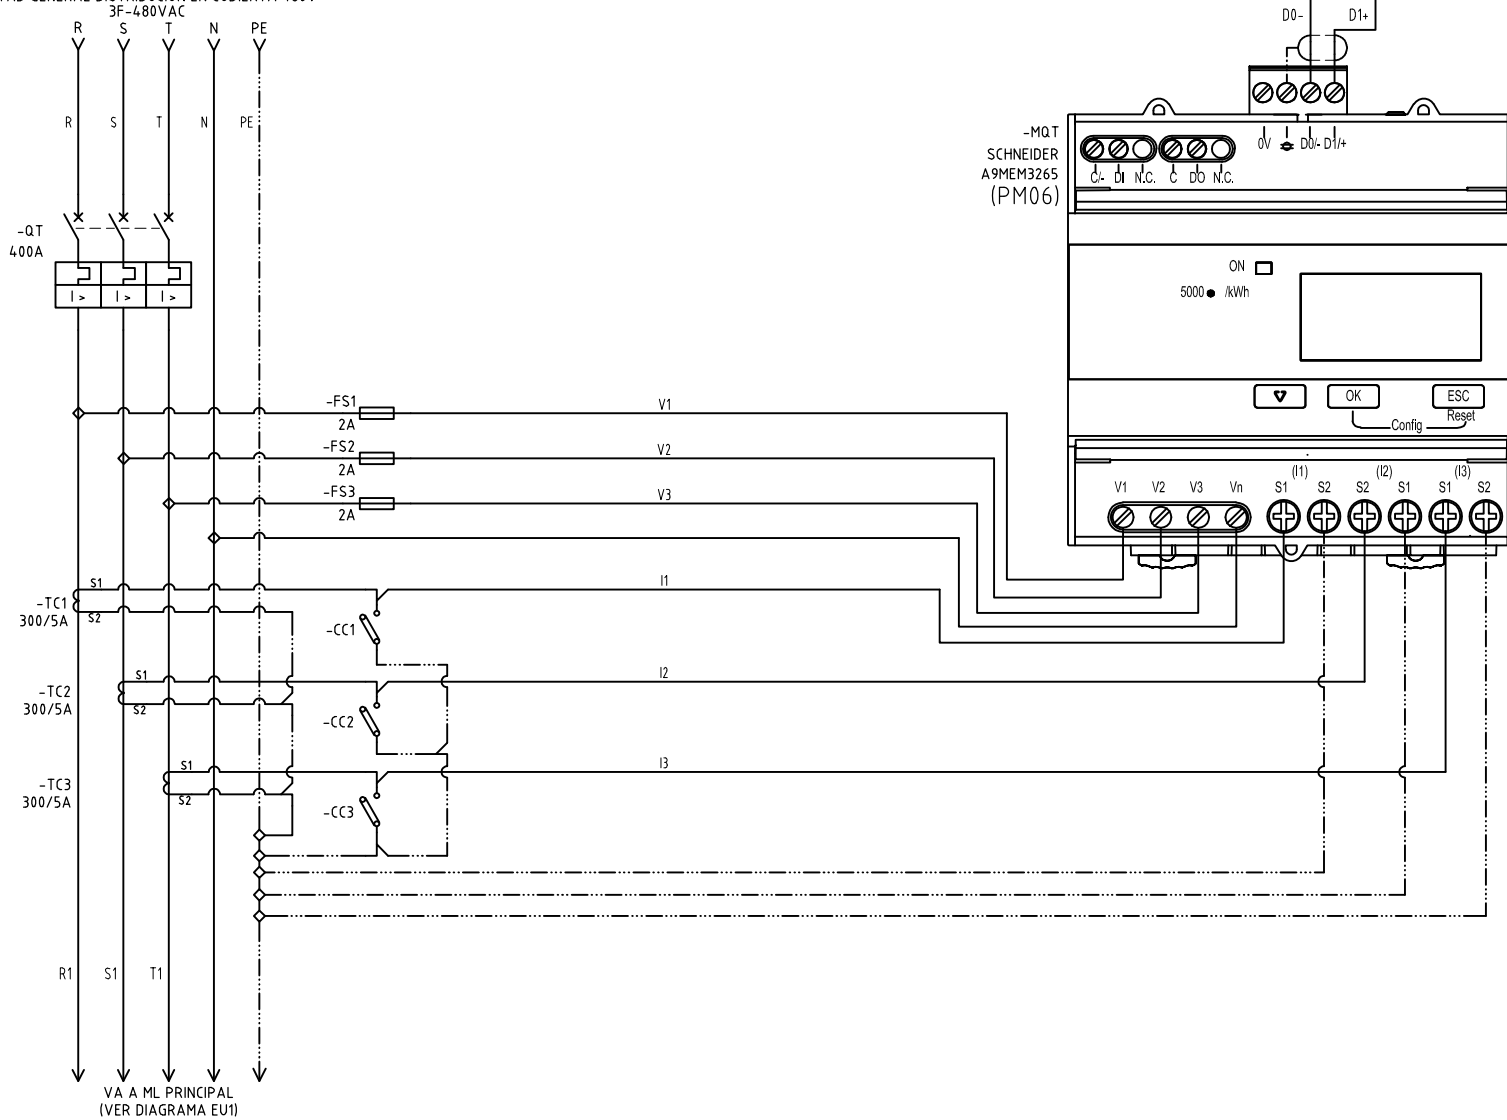 3F-480VAC
R S T N PE
D0- D1+
R S T N PE
-MQT
SCHNEIDER
A9MEM3265
(PM06)
0V D0/- D1/+
C/- DI N.C. C DO N.C.
-QT
400A
I > I > I >
ON
5000 /kWh
OK ESC
Reset
Config
-FS1
2A
V1
-FS2
2A
V2
-FS3
2A
V3
(I1) (I2) (I3)
V1 V2 V3 Vn S1 S2 S2 S1 S1 S2
S1
-TC1
300/5A
S2
-CC1
I1
S1
-TC2
300/5A
S2
-CC2
I2
S1
-TC3
300/5A
S2
-CC3
I3
R1 S1 T1
VA A ML PRINCIPAL
(VER DIAGRAMA EU1)